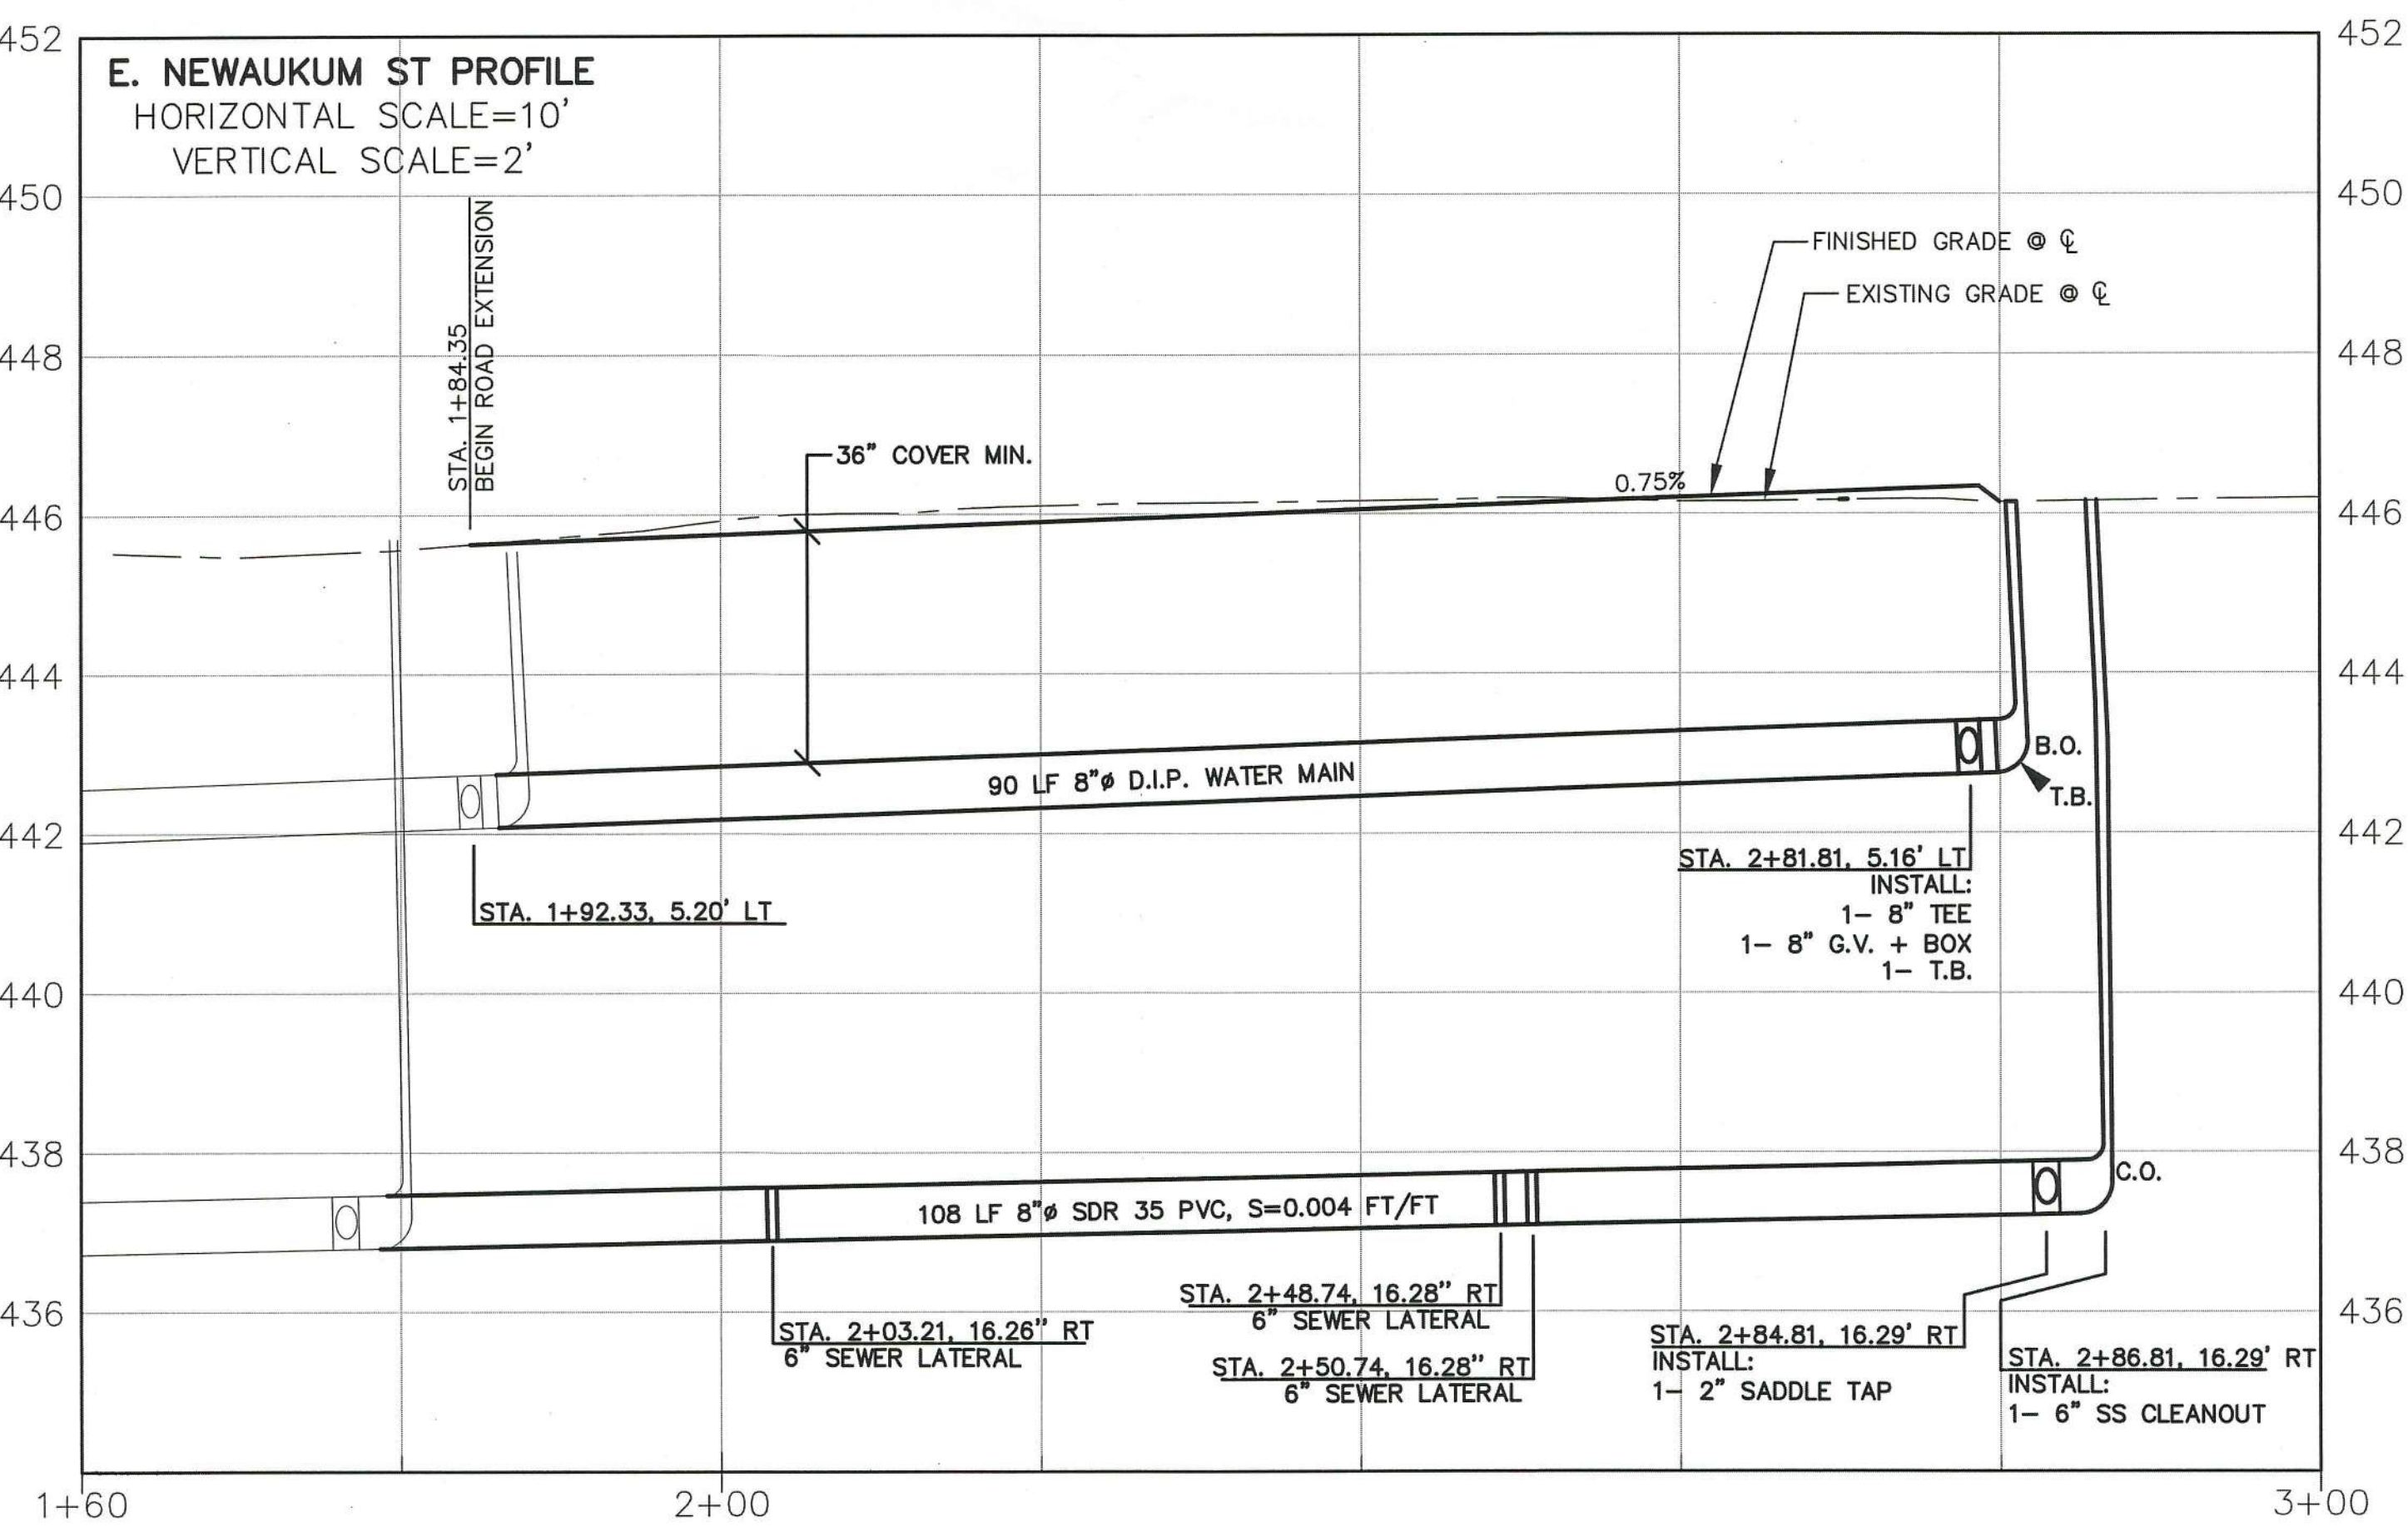 452
452
E. NEWAUKUM ST PROFILE
HORIZONTAL SCALE=10'
VERTICAL SCALE=2'
450
450
STA. 1+84.35
BEGIN ROAD EXTENSION
FINISHED GRADE @ ℄
EXISTING GRADE @ ℄
448
448
36" COVER MIN.
0.75%
446
446
444
444
B.O.
90 LF 8"ø D.I.P. WATER MAIN
T.B.
442
442
STA. 2+81.81, 5.16' LT
INSTALL:
1– 8" TEE
1– 8" G.V. + BOX
1– T.B.
STA. 1+92.33, 5.20' LT
440
440
438
438
C.O.
108 LF 8"ø SDR 35 PVC, S=0.004 FT/FT
436
436
STA. 2+03.21, 16.26" RT
6" SEWER LATERAL
STA. 2+48.74, 16.28" RT
6" SEWER LATERAL
STA. 2+50.74, 16.28" RT
6" SEWER LATERAL
STA. 2+84.81, 16.29' RT
INSTALL:
1– 2" SADDLE TAP
STA. 2+86.81, 16.29' RT
INSTALL:
1– 6" SS CLEANOUT
1+60
2+00
3+00